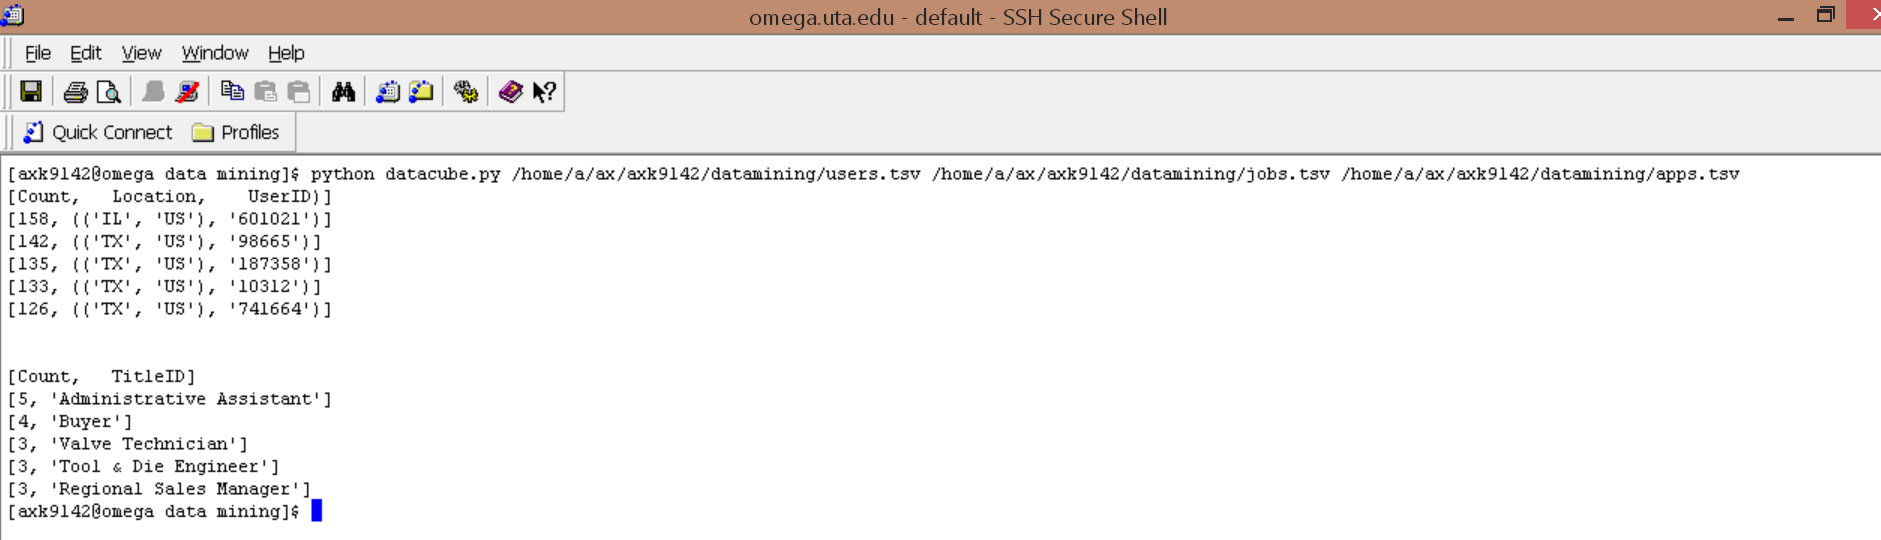 omega.uta.edu - default - SSH Secure Shell
File Edit View Window Help
Quick Connect Profiles
[axk9142@omega data mining]$ python datacube.py /home/a/ax/axk9142/datamining/users.tsv /home/a/ax/axk9142/datamining/jobs.tsv /home/a/ax/axk9142/datamining/apps.tsv
[Count,   Location,    UserID)]
[158, (('IL', 'US'), '601021')]
[142, (('TX', 'US'), '98665')]
[135, (('TX', 'US'), '187358')]
[133, (('TX', 'US'), '10312')]
[126, (('TX', 'US'), '741664')]
[Count,   TitleID]
[5, 'Administrative Assistant']
[4, 'Buyer']
[3, 'Valve Technician']
[3, 'Tool & Die Engineer']
[3, 'Regional Sales Manager']
[axk9142@omega data mining]$